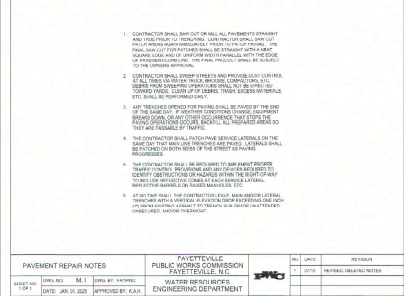 1. CONTRACTOR SHALL SAW CUT OR MILL ALL PAVEMENTS STRAIGHT
AND TRUE PRIOR TO TRENCHING. CONTRACTOR SHALL SAW CUT
PATCH AREAS AGAIN IMMEDIATELY PRIOR TO PATCH PAVING. THE
FINAL SAW CUT FOR PATCHES SHALL BE STRAIGHT WITH A NEAT
SQUARE EDGE AND OF UNIFORM WIDTH PARALLEL WITH THE EDGE
OF PAVEMENT/CURB LINE. THE FINAL PRODUCT SHALL BE SUBJECT
TO THE OWNERS APPROVAL.
2. CONTRACTOR SHALL SWEEP STREETS AND PROVIDE DUST CONTROL
AT ALL TIMES VIA WATER TRUCK, BROOMS, COMPACTORS, ETC.
DEBRIS FROM SWEEPING OPERATIONS SHALL NOT BE DIRECTED
TOWARD YARDS. CLEAN UP OF DEBRIS, TRASH, EXCESS MATERIALS,
ETC. SHALL BE PERFORMED DAILY.
3. ANY TRENCHES OPENED FOR PAVING SHALL BE PAVED BY THE END
OF THE SAME DAY. IF WEATHER CONDITIONS CHANGE, EQUIPMENT
BREAKS DOWN, OR ANY OTHER OCCURRENCE THAT STOPS THE
PAVING OPERATIONS OCCURS, BACKFILL ALL PREPARED AREAS SO
THEY ARE PASSABLE BY TRAFFIC.
4. THE CONTRACTOR SHALL PATCH PAVE SERVICE LATERALS ON THE
SAME DAY THAT MAIN LINE TRENCHES ARE PAVED. LATERALS SHALL
BE PATCHED ON BOTH SIDES OF THE STREET AS PAVING
PROGRESSES.
5. THE CONTRACTOR SHALL BE REQUIRED TO IMPLEMENT PROPER
TRAFFIC CONTROL PROVISIONS AND ANY DEVICES REQUIRED TO
IDENTIFY OBSTRUCTIONS OR HAZARDS WITHIN THE RIGHT-OF-WAY
TO INCLUDE REFLECTIVE CONES AT EACH SERVICE LATERAL,
REFLECTIVE BARRELS ON RAISED MANHOLES, ETC.
6. AT NO TIME SHALL THE CONTRACTOR LEAVE MAIN AND/OR LATERAL
TRENCHES WITH A VERTICAL ELEVATION DROP EXCEEDING ONE INCH
(1") FROM EXISTING ASPHALT TO TRENCH SUBGRADE UNATTENDED,
UNSECURED, AND/OR OVERNIGHT.
PAVEMENT REPAIR NOTES
SHEET NO. 1 OF 1
DWG. NO. M.1
DWG. BY: FAY.PWC
DATE: JAN. 01, 2023
APPROVED BY: K.A.H.
FAYETTEVILLE
PUBLIC WORKS COMMISSION
FAYETTEVILLE, N.C.
WATER RESOURCES
ENGINEERING DEPARTMENT
PWC
NO. DATE REVISION
1 REVISED, DELETED NOTES